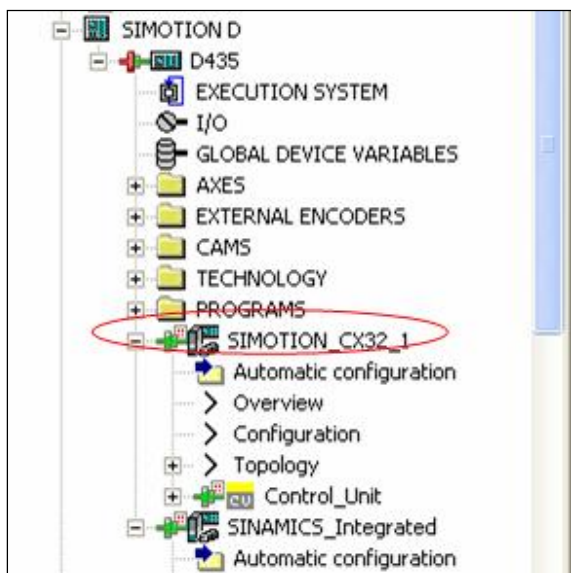 SIMOTION D
D435
EXECUTION SYSTEM
I/O
GLOBAL DEVICE VARIABLES
AXES
EXTERNAL ENCODERS
CAMS
TECHNOLOGY
PROGRAMS
SIMOTION_CX32_1
Automatic configuration
Overview
Configuration
Topology
CU Control_Unit
SINAMICS_Integrated
Automatic configuration